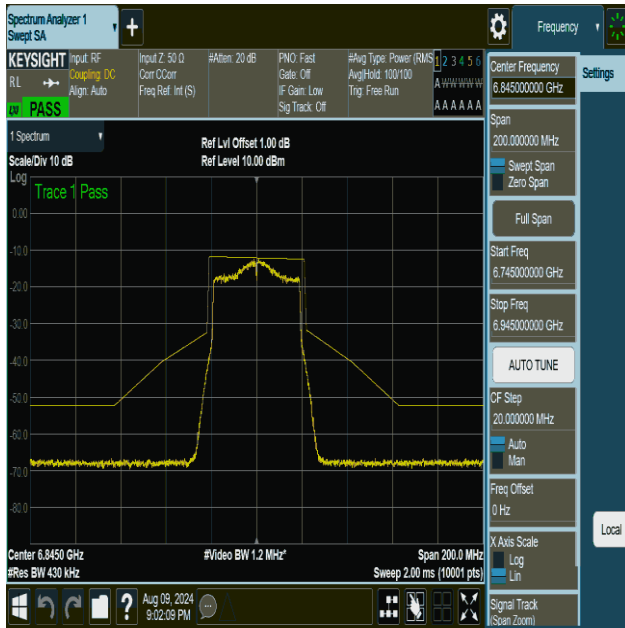 Spectrum Analyzer 1
Swept SA
+
Frequency
KEYSIGHT
RL
PASS
Input: RF
Coupling: DC
Align: Auto
Input Z: 50 Ω
Corr CCorr
Freq Ref: Int (S)
#Atten: 20 dB
PNO: Fast
Gate: Off
IF Gain: Low
Sig Track: Off
#Avg Type: Power (RMS
Avg|Hold: 100/100
Trig: Free Run
1 2 3 4 5 6
A W W W W W
A A A A A A
1 Spectrum
Scale/Div 10 dB
Ref Lvl Offset 1.00 dB
Ref Level 10.00 dBm
Log
Trace 1 Pass
0.00
-10.0
-20.0
-30.0
-40.0
-50.0
-60.0
-70.0
-80.0
Center 6.8450 GHz
#Video BW 1.2 MHz*
Span 200.0 MHz
#Res BW 430 kHz
Sweep 2.00 ms (10001 pts)
Aug 09, 2024
9:02:09 PM
Center Frequency
6.845000000 GHz
Settings
Span
200.000000 MHz
Swept Span
Zero Span
Full Span
Start Freq
6.745000000 GHz
Stop Freq
6.945000000 GHz
AUTO TUNE
CF Step
20.000000 MHz
Auto
Man
Freq Offset
0 Hz
Local
X Axis Scale
Log
Lin
Signal Track
(Span Zoom)